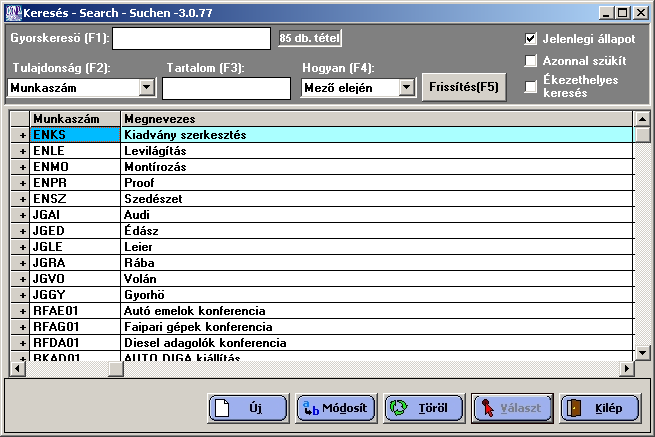 Keresés - Search - Suchen -3.0.77
Gyorskeresö (F1):
85 db. tétel
Jelenlegi állapot
Azonnal szükít
Ékezethelyes keresés
Tulajdonság (F2):
Tartalom (F3):
Hogyan (F4):
Munkaszám
Mező elején
Frissítés(F5)
Munkaszám Megnevezes
+ ENKS Kiadvány szerkesztés
+ ENLE Levilágítás
+ ENMO Montírozás
+ ENPR Proof
+ ENSZ Szedészet
+ JGAI Audi
+ JGED Édász
+ JGLE Leier
+ JGRA Rába
+ JGVO Volán
+ JGGY Gyorhö
+ RFAE01 Autó emelok konferencia
+ RFAG01 Faipari gépek konferencia
+ RFDA01 Diesel adagolók konferencia
+ RKAD01 AUTO DIGA kiállítás
Új
a b Módosít
Töröl
Választ
Kilép